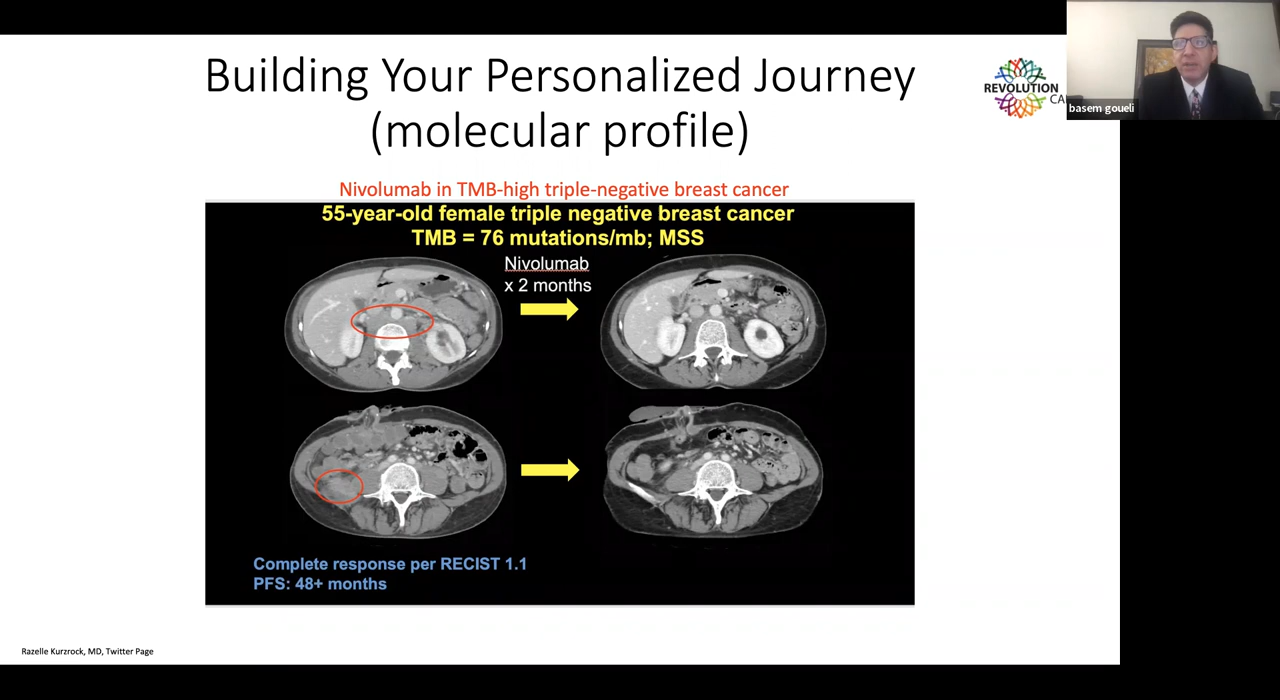 Building Your Personalized Journey
(molecular profile)
REVOLUTION
CA
basem goueli
Nivolumab in TMB-high triple-negative breast cancer
55-year-old female triple negative breast cancer
TMB = 76 mutations/mb; MSS
Nivolumab
x 2 months
Complete response per RECIST 1.1
PFS: 48+ months
Razelle Kurzrock, MD, Twitter Page